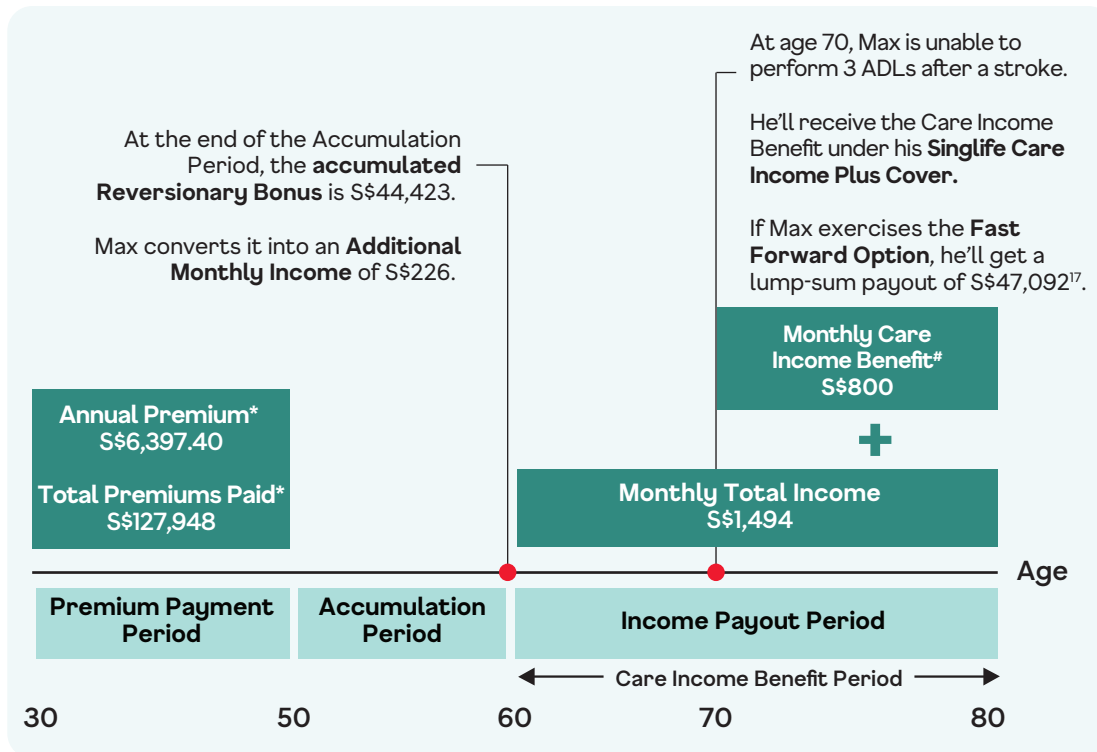 At age 70, Max is unable to
perform 3 ADLs after a stroke.
He'll receive the Care Income
Benefit under his Singlife Care
Income Plus Cover.
If Max exercises the Fast
Forward Option, he'll get a
lump-sum payout of S$47,092¹⁷.
At the end of the Accumulation
Period, the accumulated
Reversionary Bonus is S$44,423.
Max converts it into an Additional
Monthly Income of S$226.
Monthly Care
Income Benefit#
S$800
+
Annual Premium*
S$6,397.40
Total Premiums Paid*
S$127,948
Monthly Total Income
S$1,494
Age
Premium Payment
Period
Accumulation
Period
Income Payout Period
Care Income Benefit Period
30
50
60
70
80